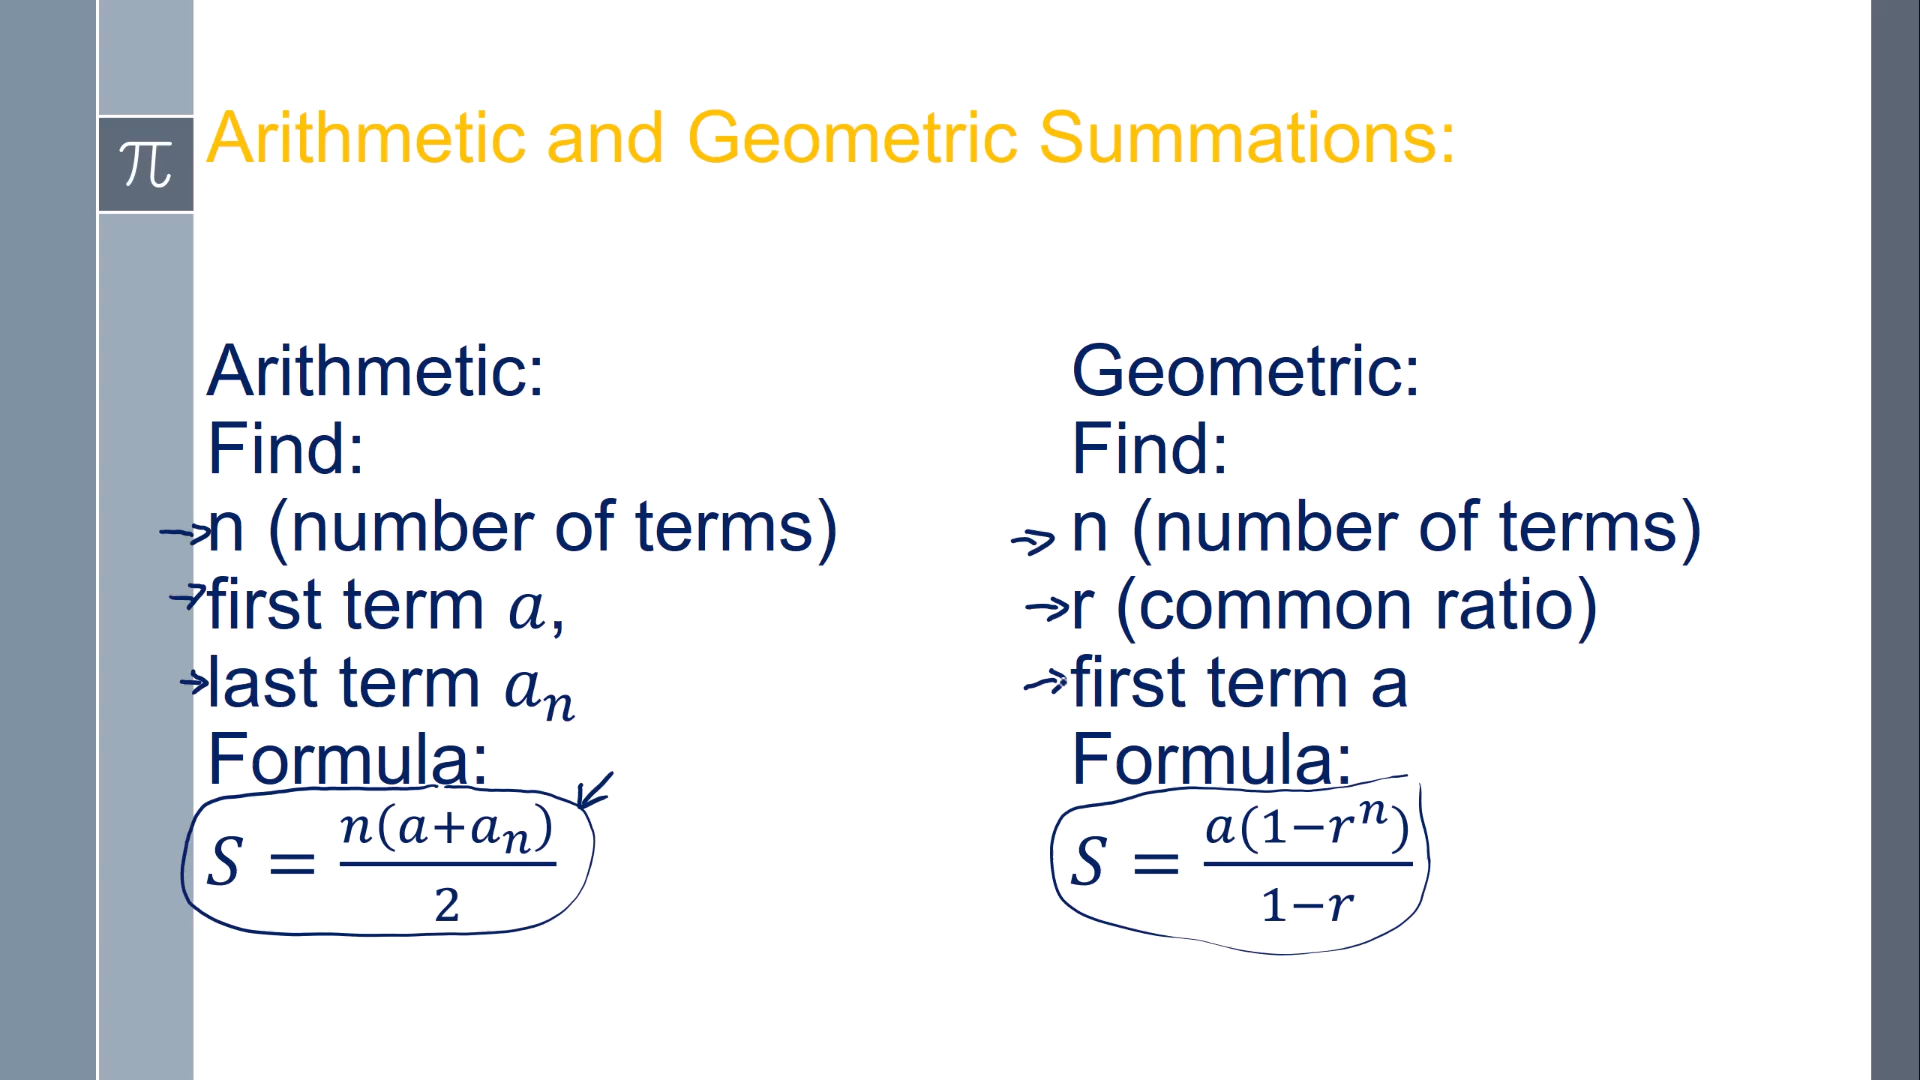 π
Arithmetic and Geometric Summations:
Arithmetic:
Find:
n (number of terms)
first term 𝑎,
last term 𝑎ₙ
Formula:
𝑆 = n(a+aₙ)/2
Geometric:
Find:
n (number of terms)
r (common ratio)
first term a
Formula:
𝑆 = a(1−rⁿ)/1−r